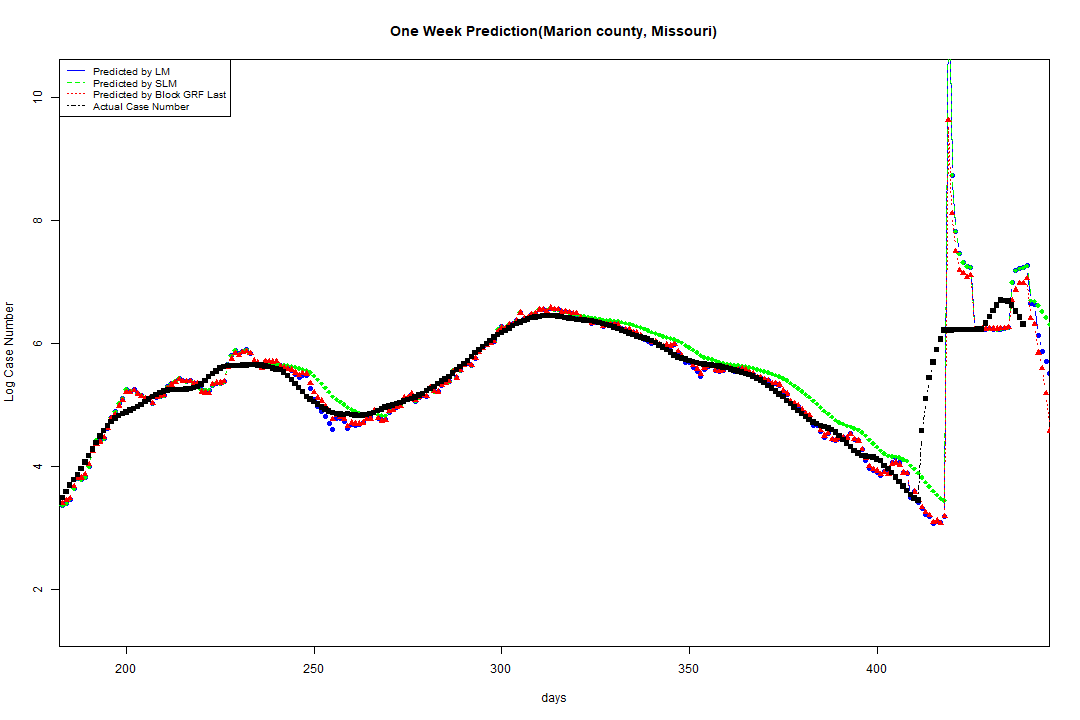 One Week Prediction(Marion county, Missouri)
Predicted by LM
Predicted by SLM
Predicted by Block GRF Last
Actual Case Number
10
8
6
4
2
Log Case Number
200
250
300
350
400
days